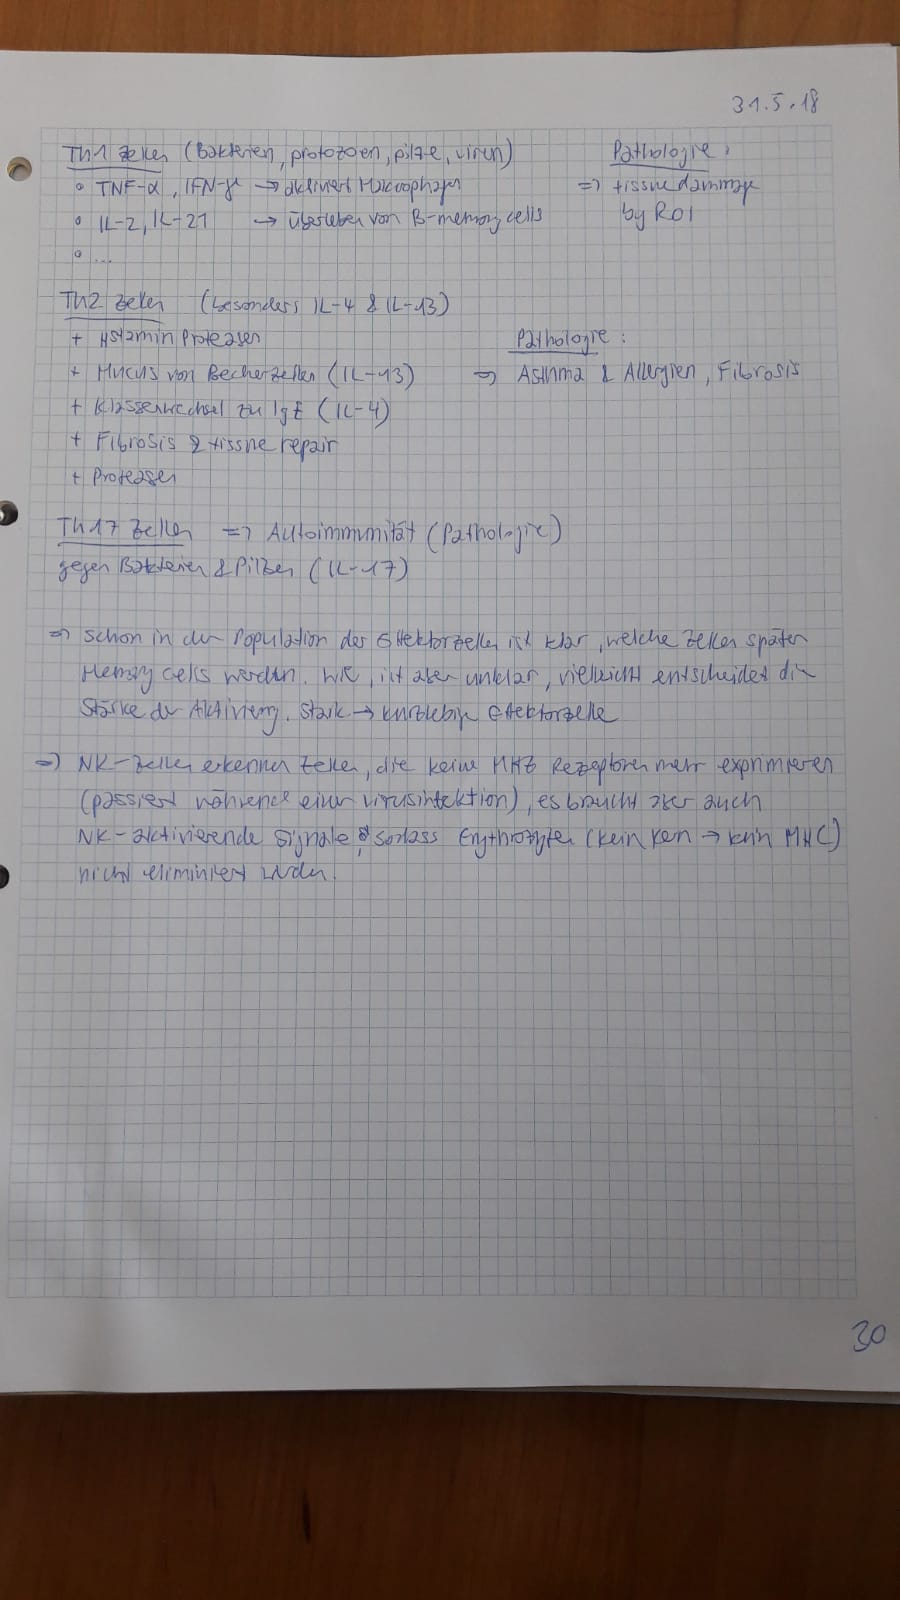 31.5.18
Th1 Zellen (Bakterien, protozoen, pilze, viren)
Pathologie:
• TNF-α, IFN-γ → aktiviert Makrophagen
=> tissue dammage
• IL-2, IL-21 → überleben von B-memory cells
by ROI
• ...
Th2 Zellen (besonders IL-4 & IL-13)
+ Histamin Proteasen
Pathologie:
+ Mucus von Becherzellen (IL-13)
=> Asthma & Allergien, Fibrosis
+ Klassenwechsel zu IgE (IL-4)
+ Fibrosis & tissue repair
+ Proteasen
Th17 Zellen => Autoimmunität (Pathologie)
gegen Bakterien & Pilzen (IL-17)
=> schon in der Population der Effektorzellen ist klar, welche Zellen später
Memory cells werden. Wie, ist aber unklar, vielleicht entscheidet die
Stärke der Aktivierung. Stark → kurzlebige Effektorzelle
=> NK-Zellen erkennen Zellen, die keine MHC Rezeptoren mehr exprimieren
(passiert während einer virusinfektion), es braucht aber auch
NK-aktivierende Signale, sodass Erythrozyten (kein Kern → kein MHC)
nicht eliminiert werden.
30